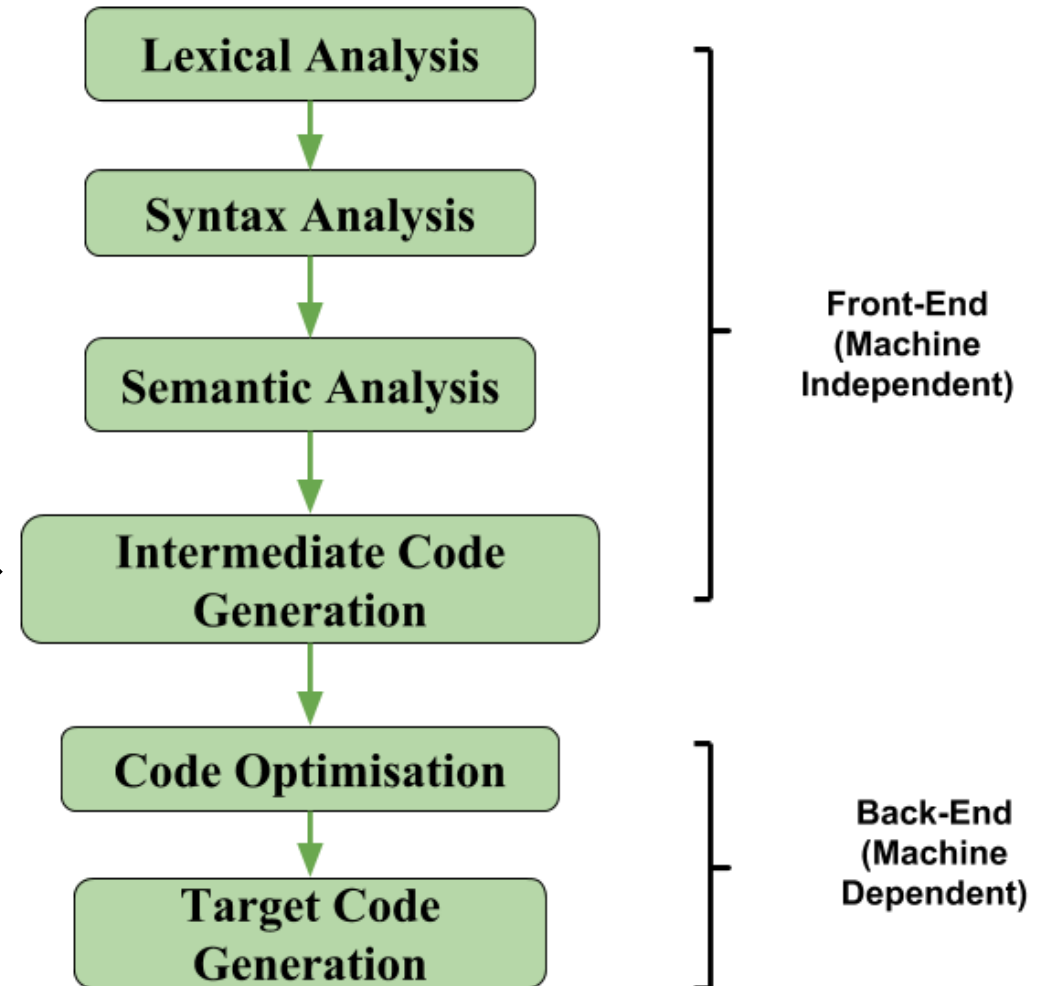 Lexical Analysis
Syntax Analysis
Semantic Analysis
Intermediate Code
Generation
Front-End
(Machine
Independent)
Code Optimisation
Target Code
Generation
Back-End
(Machine
Dependent)